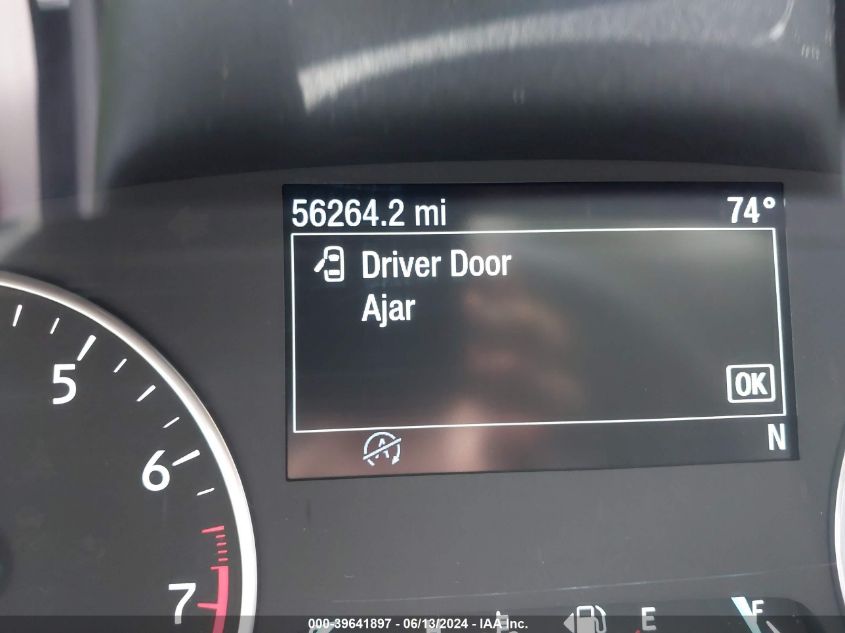 56264.2 mi 74°
Driver Door
Ajar
OK
A
N
5
6
7
E F
000-39641897 - 06/13/2024 - IAA Inc.